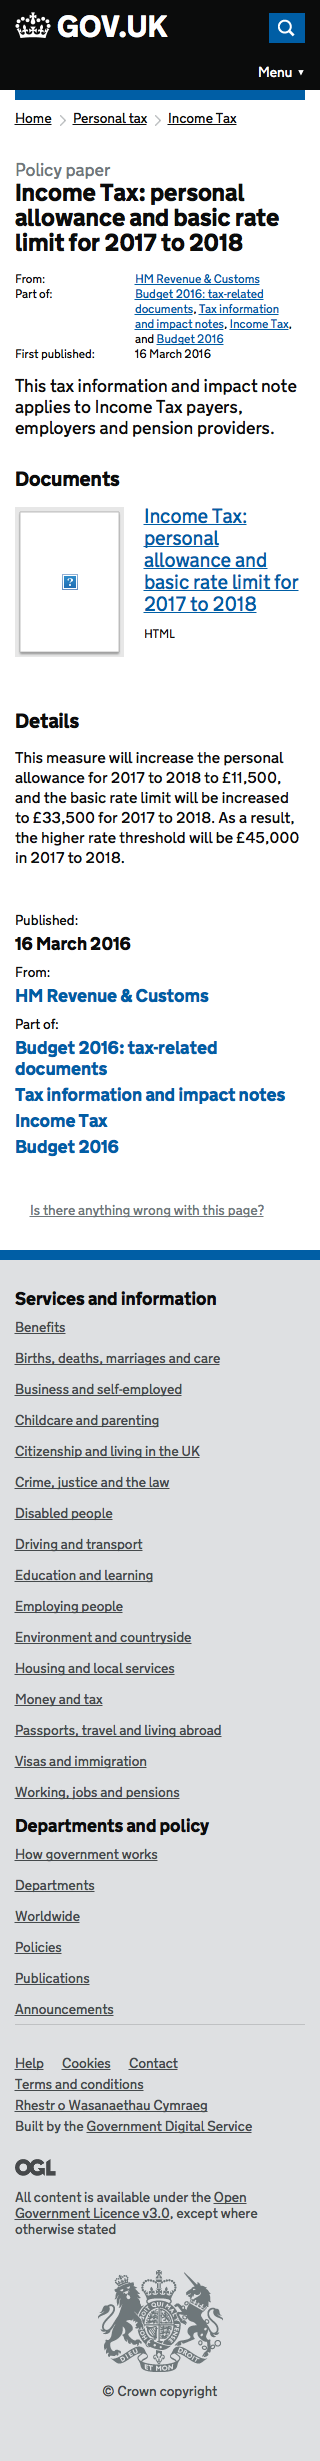 GOV.UK
Menu ▼
Home > Personal tax > Income Tax
Policy paper
Income Tax: personal
allowance and basic rate
limit for 2017 to 2018
From: HM Revenue & Customs
Part of: Budget 2016: tax-related
documents, Tax information
and impact notes, Income Tax,
and Budget 2016
First published: 16 March 2016
This tax information and impact note
applies to Income Tax payers,
employers and pension providers.
Documents
?
Income Tax:
personal
allowance and
basic rate limit for
2017 to 2018
HTML
Details
This measure will increase the personal
allowance for 2017 to 2018 to £11,500,
and the basic rate limit will be increased
to £33,500 for 2017 to 2018. As a result,
the higher rate threshold will be £45,000
in 2017 to 2018.
Published:
16 March 2016
From:
HM Revenue & Customs
Part of:
Budget 2016: tax-related
documents
Tax information and impact notes
Income Tax
Budget 2016
Is there anything wrong with this page?
Services and information
Benefits
Births, deaths, marriages and care
Business and self-employed
Childcare and parenting
Citizenship and living in the UK
Crime, justice and the law
Disabled people
Driving and transport
Education and learning
Employing people
Environment and countryside
Housing and local services
Money and tax
Passports, travel and living abroad
Visas and immigration
Working, jobs and pensions
Departments and policy
How government works
Departments
Worldwide
Policies
Publications
Announcements
Help Cookies Contact
Terms and conditions
Rhestr o Wasanaethau Cymraeg
Built by the Government Digital Service
OGL
All content is available under the Open
Government Licence v3.0, except where
otherwise stated
DIEU ET MON DROIT
© Crown copyright